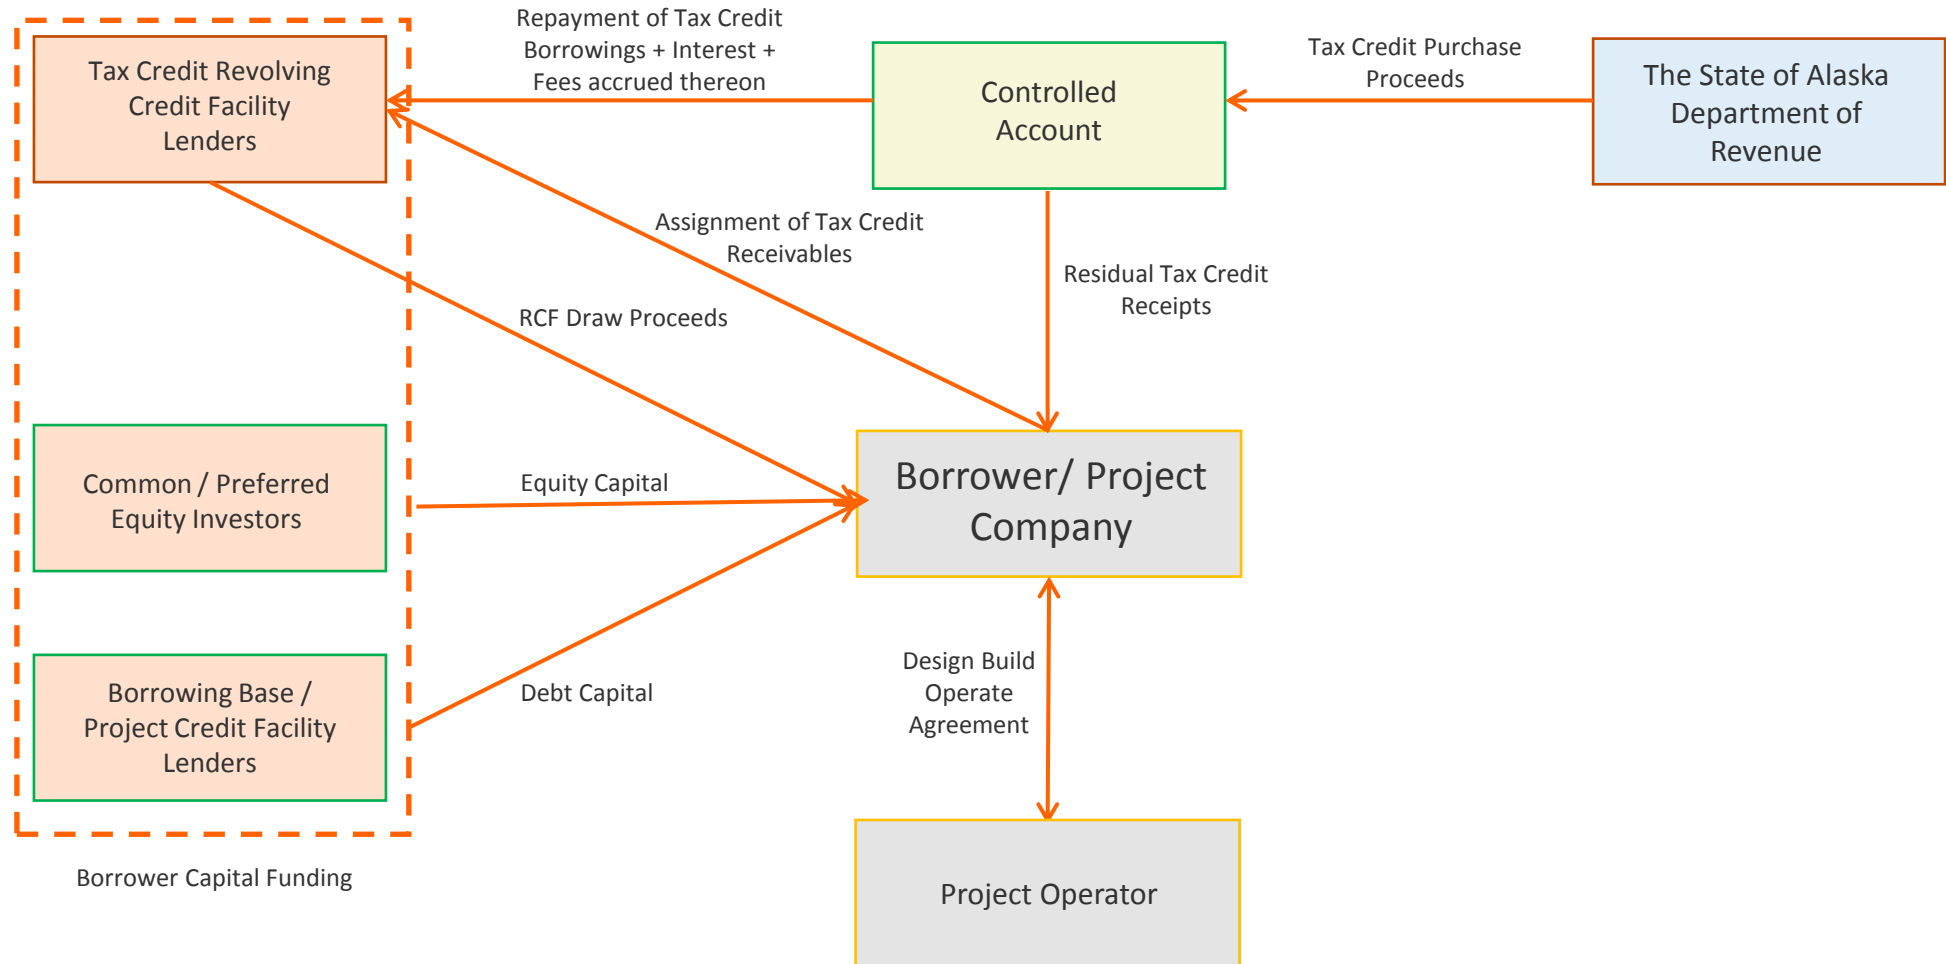 Repayment of Tax Credit
Borrowings + Interest +
Fees accrued thereon
Tax Credit Revolving
Credit Facility
Lenders
Controlled
Account
Tax Credit Purchase
Proceeds
The State of Alaska
Department of
Revenue
Assignment of Tax Credit
Receivables
Residual Tax Credit
Receipts
RCF Draw Proceeds
Common / Preferred
Equity Investors
Equity Capital
Borrower/ Project
Company
Borrowing Base /
Project Credit Facility
Lenders
Debt Capital
Design Build
Operate
Agreement
Borrower Capital Funding
Project Operator